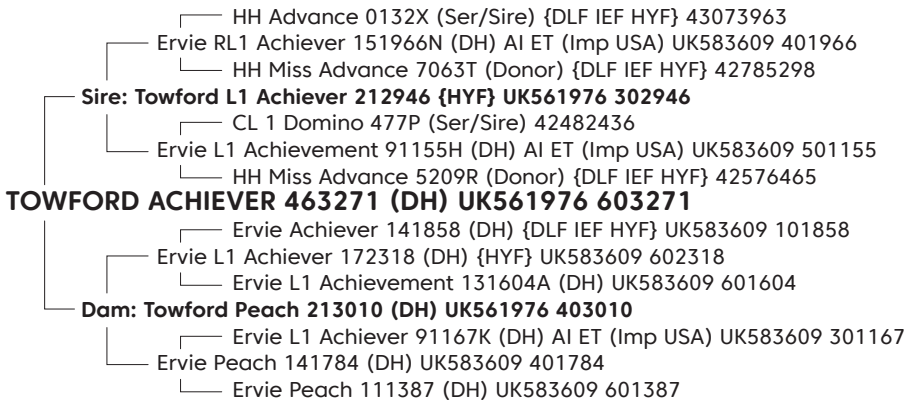 HH Advance 0132X (Ser/Sire) {DLF IEF HYF} 43073963
Ervie RL1 Achiever 151966N (DH) AI ET (Imp USA) UK583609 401966
HH Miss Advance 7063T (Donor) {DLF IEF HYF} 42785298
Sire: Towford L1 Achiever 212946 {HYF} UK561976 302946
CL 1 Domino 477P (Ser/Sire) 42482436
Ervie L1 Achievement 91155H (DH) AI ET (Imp USA) UK583609 501155
HH Miss Advance 5209R (Donor) {DLF IEF HYF} 42576465
TOWFORD ACHIEVER 463271 (DH) UK561976 603271
Ervie Achiever 141858 (DH) {DLF IEF HYF} UK583609 101858
Ervie L1 Achiever 172318 (DH) {HYF} UK583609 602318
Ervie L1 Achievement 131604A (DH) UK583609 601604
Dam: Towford Peach 213010 (DH) UK561976 403010
Ervie L1 Achiever 91167K (DH) AI ET (Imp USA) UK583609 301167
Ervie Peach 141784 (DH) UK583609 401784
Ervie Peach 111387 (DH) UK583609 601387